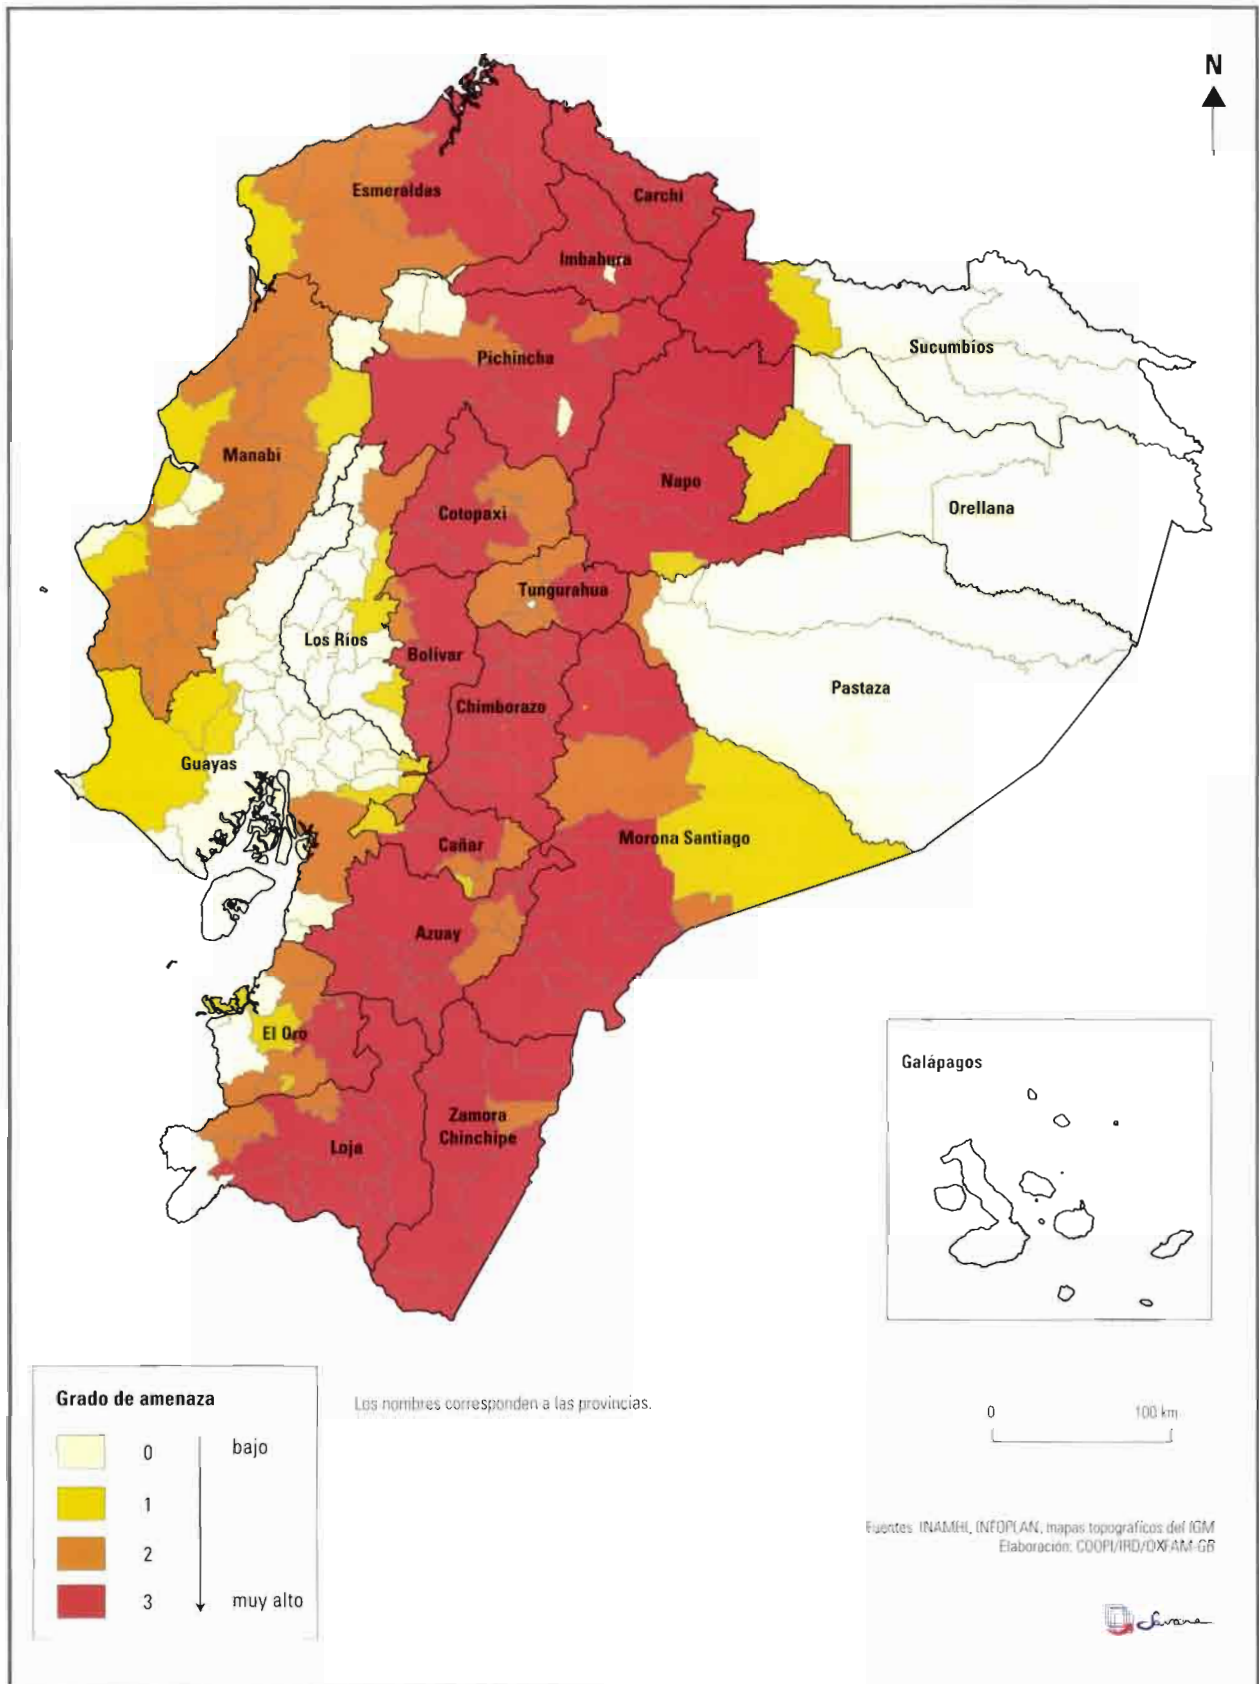 N
Esmeraldas
Carchi
Imbabura
Sucumbíos
Pichincha
Manabí
Napo
Orellana
Cotopaxi
Tungurahua
Los Ríos
Bolívar
Pastaza
Chimborazo
Guayas
Morona Santiago
Cañar
Azuay
El Oro
Galápagos
Zamora
Chinchipe
Loja
Grado de amenaza
0 bajo
1
2
3 muy alto
Los nombres corresponden a las provincias.
0 100 km
Fuentes: INAMHI, INFOPLAN, mapas topográficos del IGM
Elaboración: COOPI/IRD/OXFAM-GB
Savane